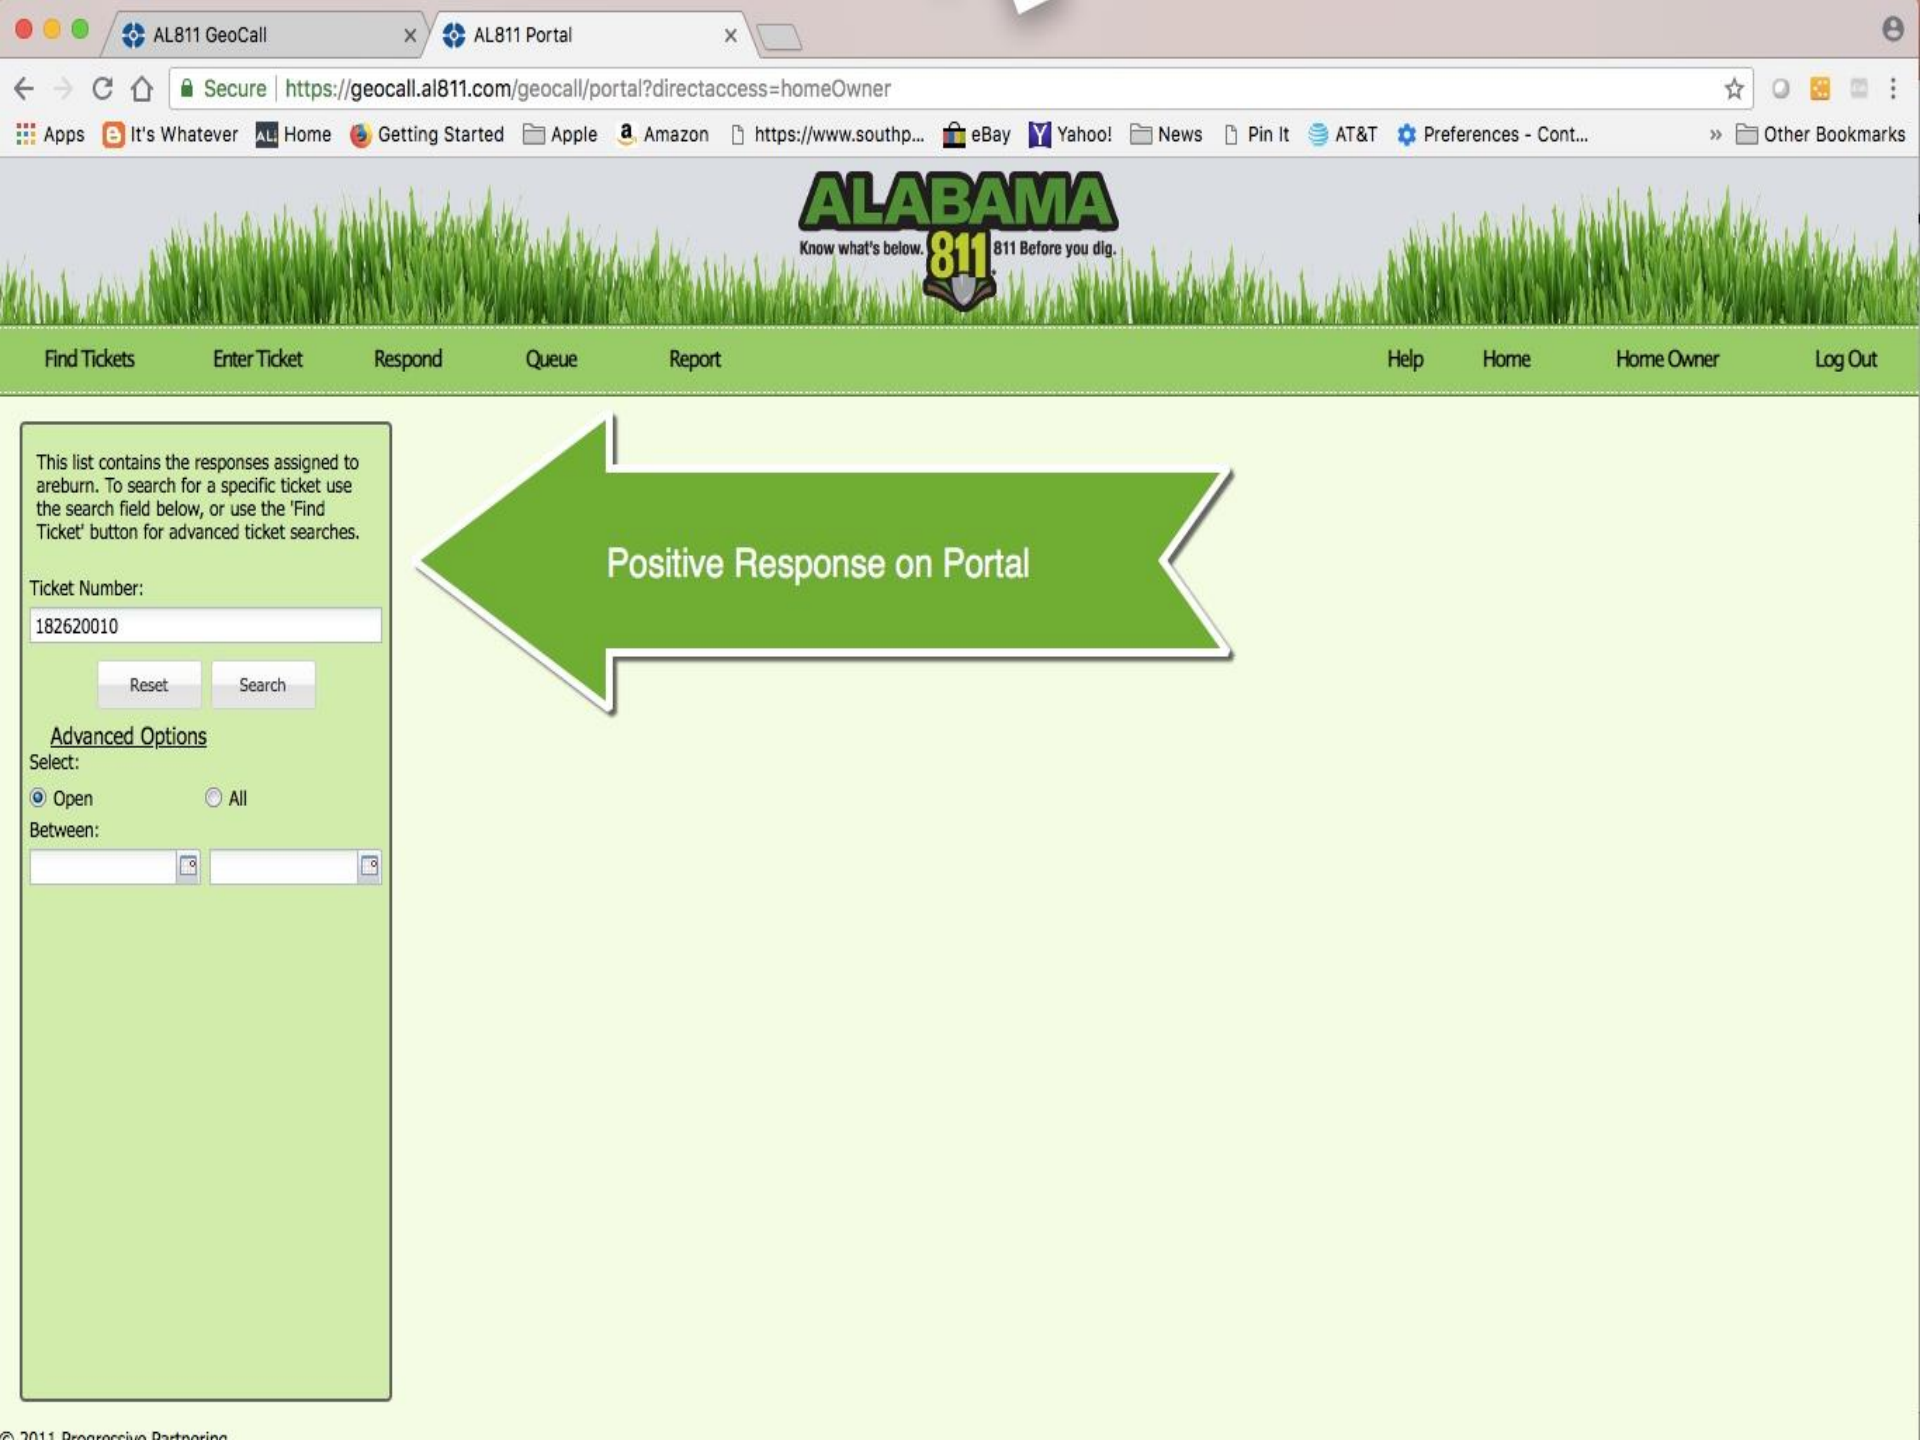 AL811 GeoCall
AL811 Portal
Secure | https://geocall.al811.com/geocall/portal?directaccess=homeOwner
Apps It's Whatever AL! Home Getting Started Apple Amazon https://www.southp... eBay Yahoo! News Pin It AT&T Preferences - Cont... » Other Bookmarks
ALABAMA
Know what's below. 811 811 Before you dig.
Find Tickets Enter Ticket Respond Queue Report Help Home Home Owner Log Out
This list contains the responses assigned to
areburn. To search for a specific ticket use
the search field below, or use the 'Find
Ticket' button for advanced ticket searches.
Positive Response on Portal
Ticket Number:
182620010
Reset Search
Advanced Options
Select:
Open All
Between:
© 2011 Progressive Partnering